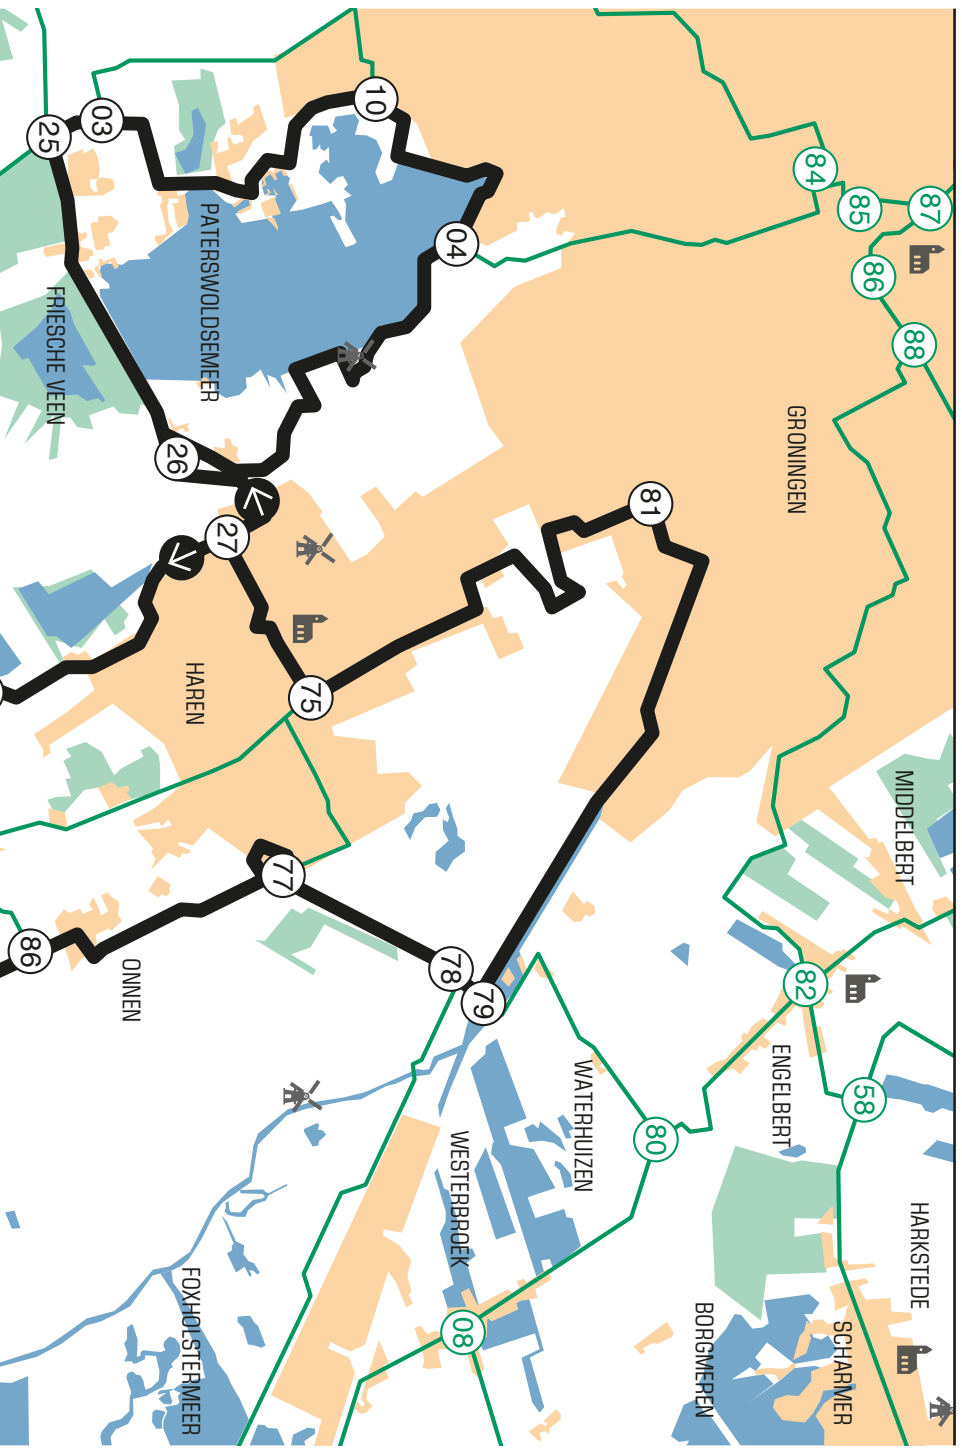 87
85
84
86
88
GRONINGEN
10
03
25
04
PATERSWOLDSEMEER
FRIESCHE VEEN
26
27
81
75
HAREN
MIDDELBERT
77
78
79
82
86
ONNEN
ENGELBERT
58
WATERHUIZEN
80
WESTERBROEK
HARKSTEDE
FOXHOLSTERMEER
08
BORGMEREN
SCHARMER